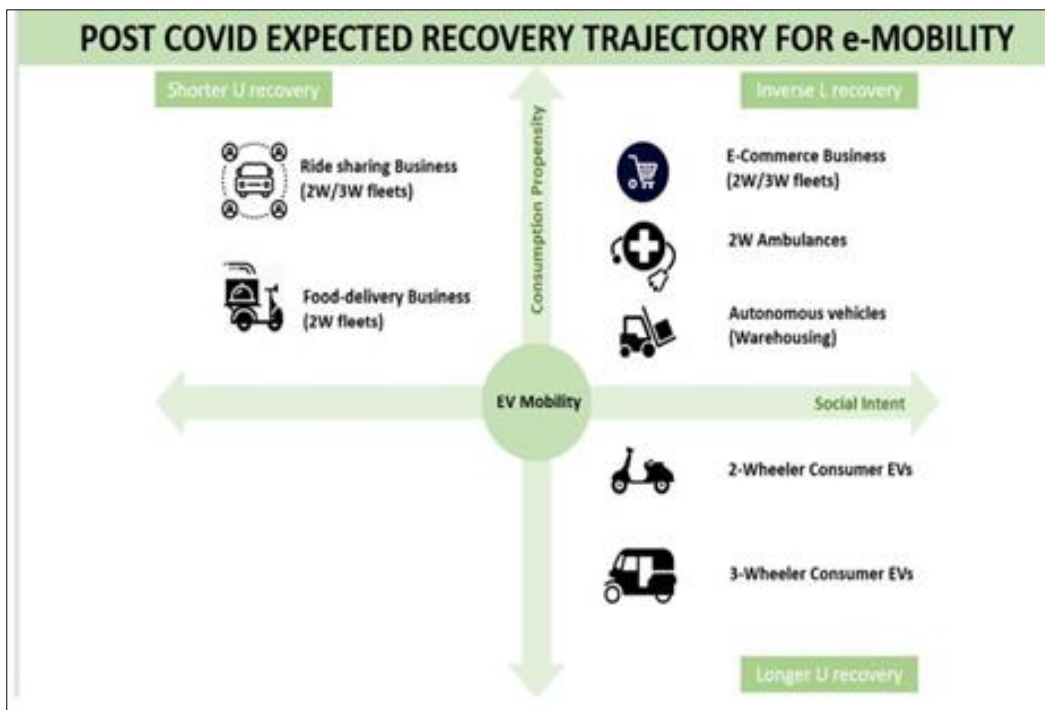 POST COVID EXPECTED RECOVERY TRAJECTORY FOR e-MOBILITY
Shorter U recovery
Inverse L recovery
Ride sharing Business
(2W/3W fleets)
Food-delivery Business
(2W fleets)
Consumption Propensity
E-Commerce Business
(2W/3W fleets)
2W Ambulances
Autonomous vehicles
(Warehousing)
EV Mobility
Social Intent
2-Wheeler Consumer EVs
3-Wheeler Consumer EVs
Longer U recovery